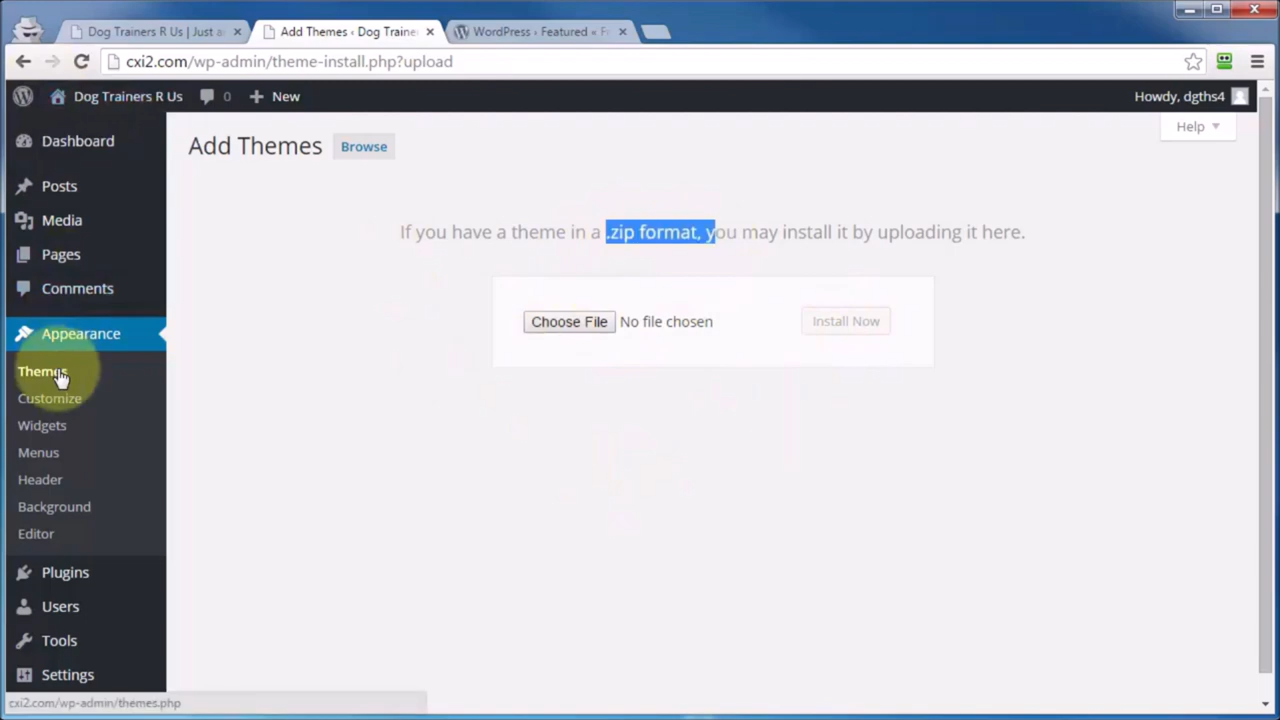 Dog Trainers R Us | Just a
Add Themes ‹ Dog Traine
WordPress › Featured « F
cxi2.com/wp-admin/theme-install.php?upload
Dog Trainers R Us 0 New Howdy, dgths4
Help
Add Themes Browse
Dashboard
Posts
Media
Pages
Comments
Appearance
Themes
Customize
Widgets
Menus
Header
Background
Editor
Plugins
Users
Tools
Settings
If you have a theme in a .zip format, you may install it by uploading it here.
Choose File No file chosen Install Now
cxi2.com/wp-admin/themes.php